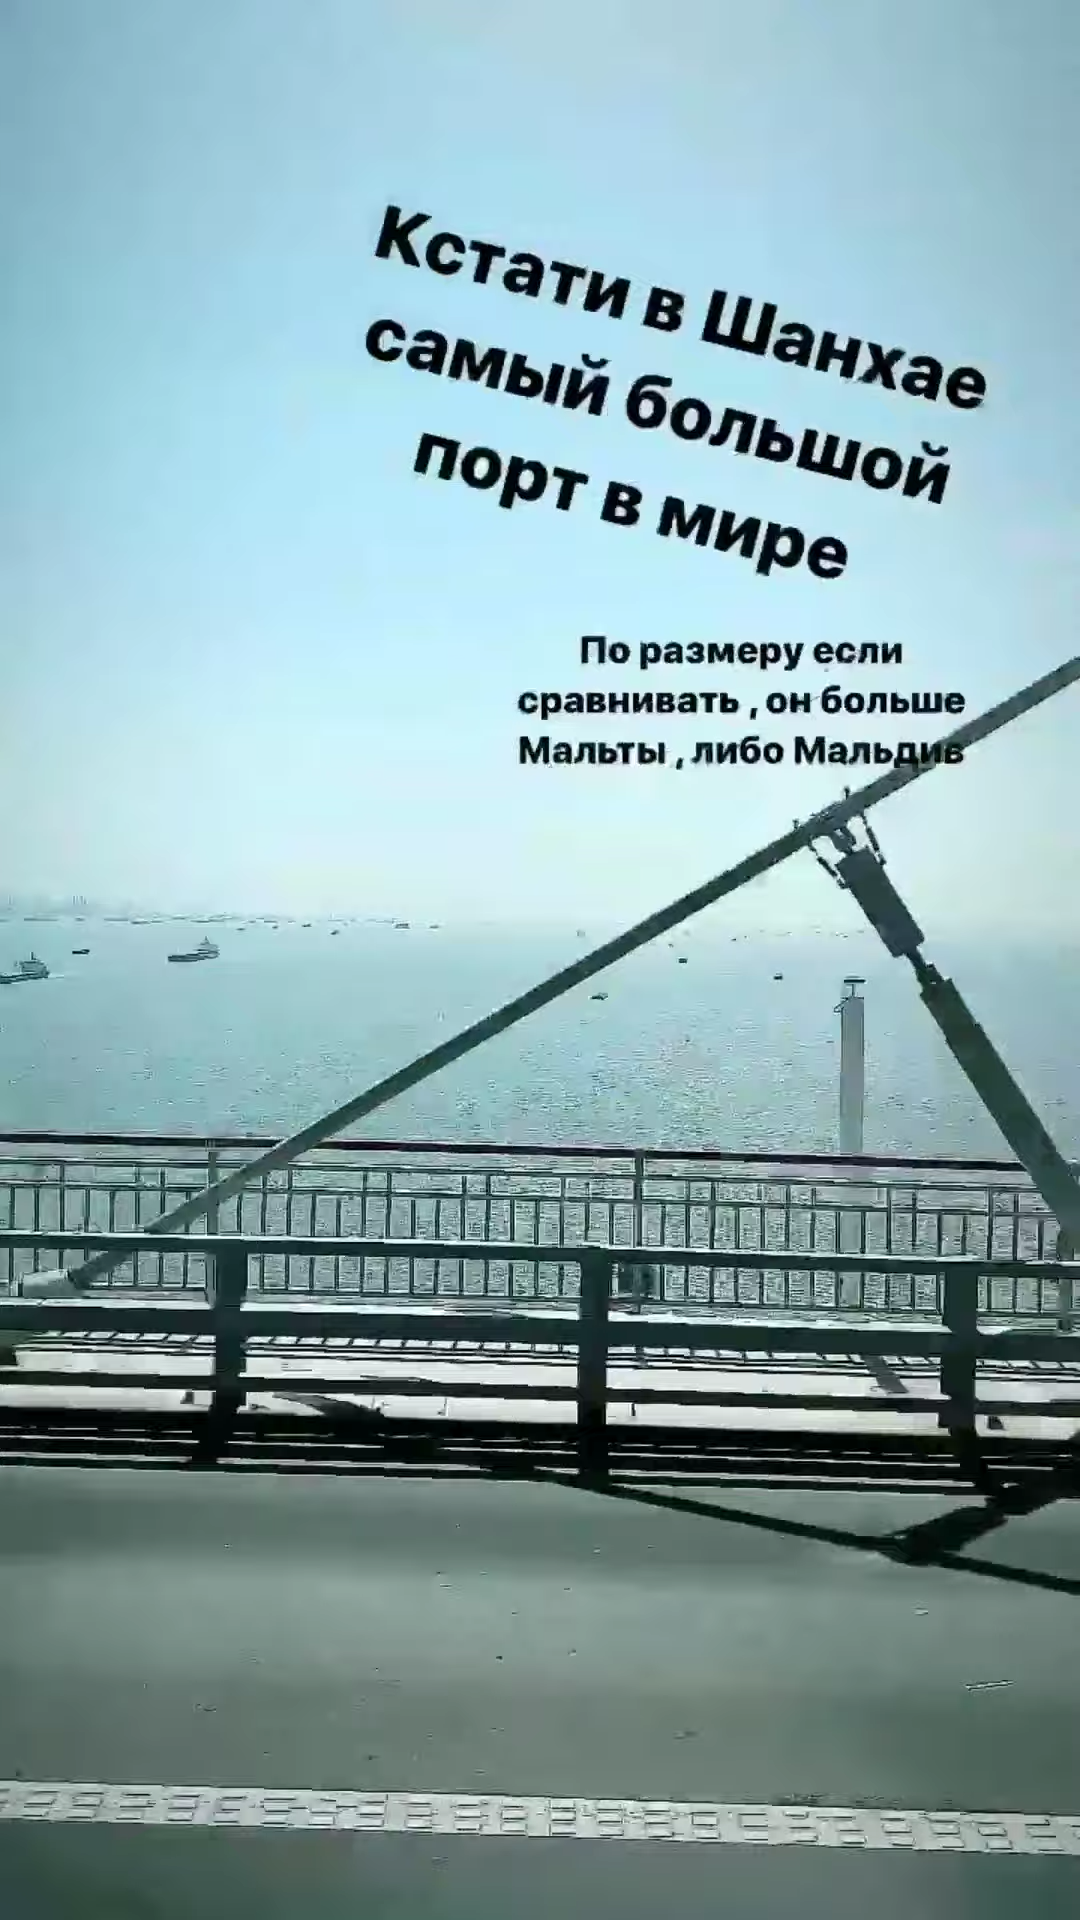 Кстати в Шанхае
самый большой
порт в мире
По размеру если
сравнивать , он больше
Мальты , либо Мальдив